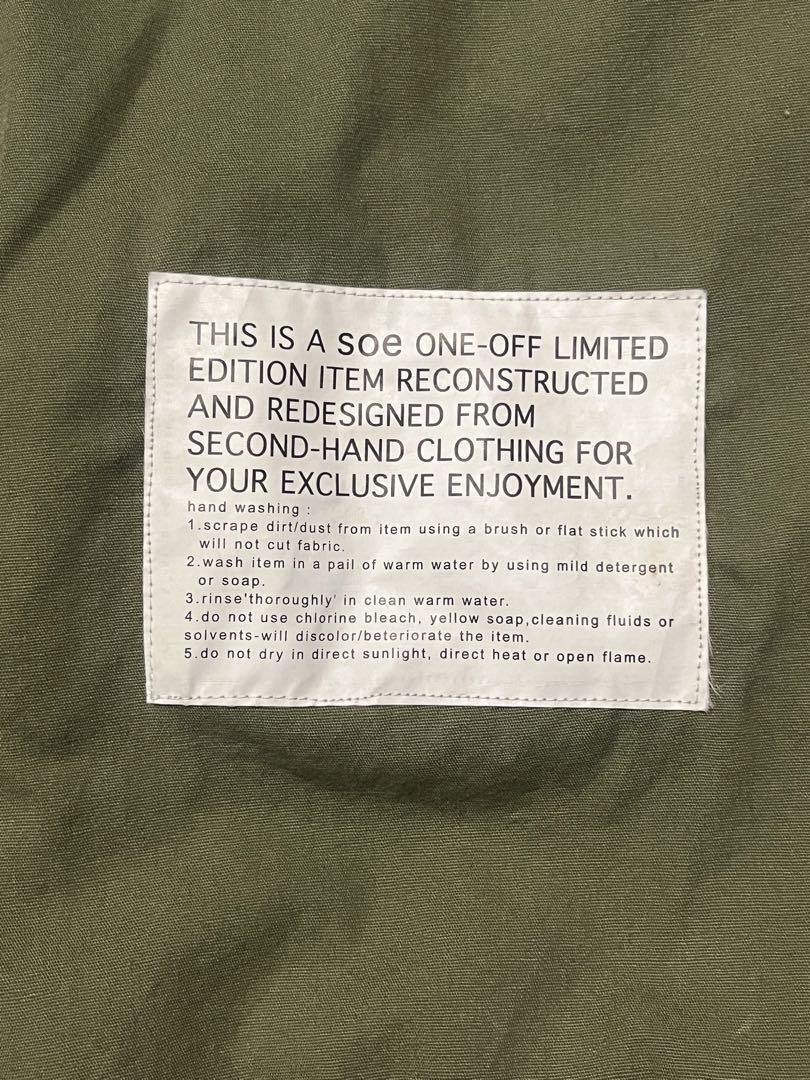 THIS IS A soe ONE-OFF LIMITED
EDITION ITEM RECONSTRUCTED
AND REDESIGNED FROM
SECOND-HAND CLOTHING FOR
YOUR EXCLUSIVE ENJOYMENT.
hand washing :
1.scrape dirt/dust from item using a brush or flat stick which
will not cut fabric.
2.wash item in a pail of warm water by using mild detergent
or soap.
3.rinse'thoroughly' in clean warm water.
4.do not use chlorine bleach, yellow soap,cleaning fluids or
solvents-will discolor/beteriorate the item.
5.do not dry in direct sunlight, direct heat or open flame.